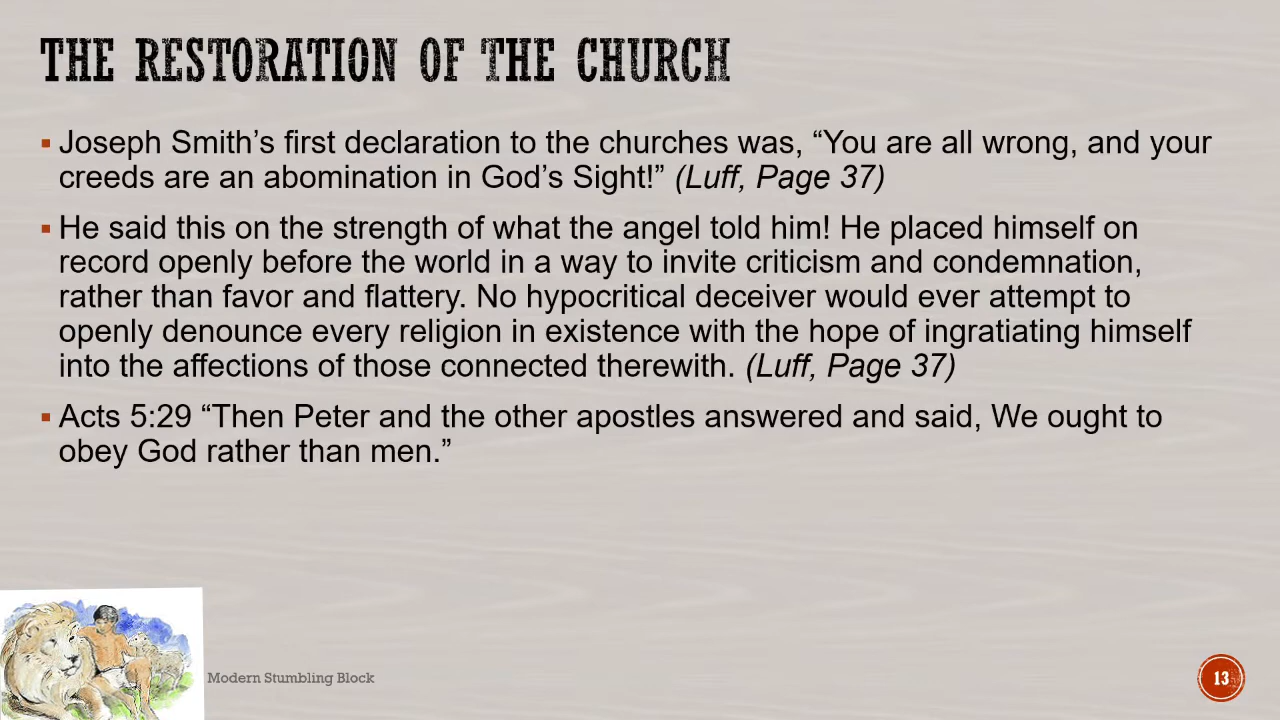 THE RESTORATION OF THE CHURCH
▪ Joseph Smith’s first declaration to the churches was, “You are all wrong, and your
creeds are an abomination in God’s Sight!” (Luff, Page 37)
▪ He said this on the strength of what the angel told him! He placed himself on
record openly before the world in a way to invite criticism and condemnation,
rather than favor and flattery. No hypocritical deceiver would ever attempt to
openly denounce every religion in existence with the hope of ingratiating himself
into the affections of those connected therewith. (Luff, Page 37)
▪ Acts 5:29 “Then Peter and the other apostles answered and said, We ought to
obey God rather than men.”
Modern Stumbling Block
13